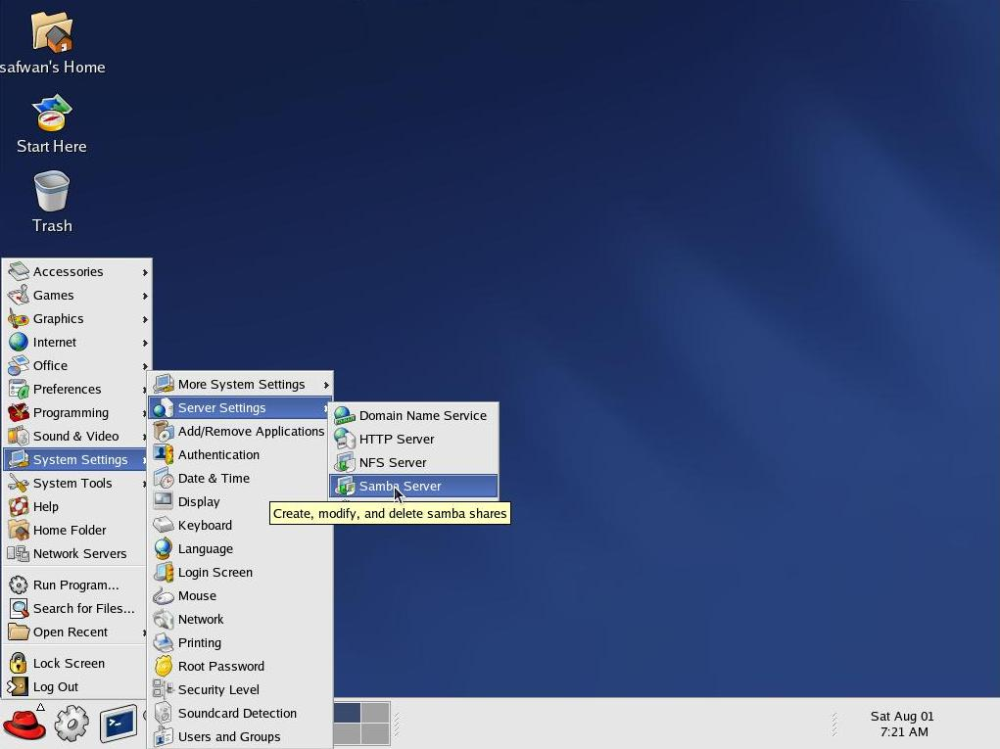 safwan's Home
Start Here
Trash
Accessories
Games
Graphics
Internet
Office
Preferences
Programming
Sound & Video
System Settings
System Tools
Help
Home Folder
Network Servers
Run Program...
Search for Files...
Open Recent
Lock Screen
Log Out
More System Settings
Server Settings
Add/Remove Applications
Authentication
Date & Time
Display
Keyboard
Language
Login Screen
Mouse
Network
Printing
Root Password
Security Level
Soundcard Detection
Users and Groups
Domain Name Service
HTTP Server
NFS Server
Samba Server
Create, modify, and delete samba shares
Sat Aug 01
7:21 AM